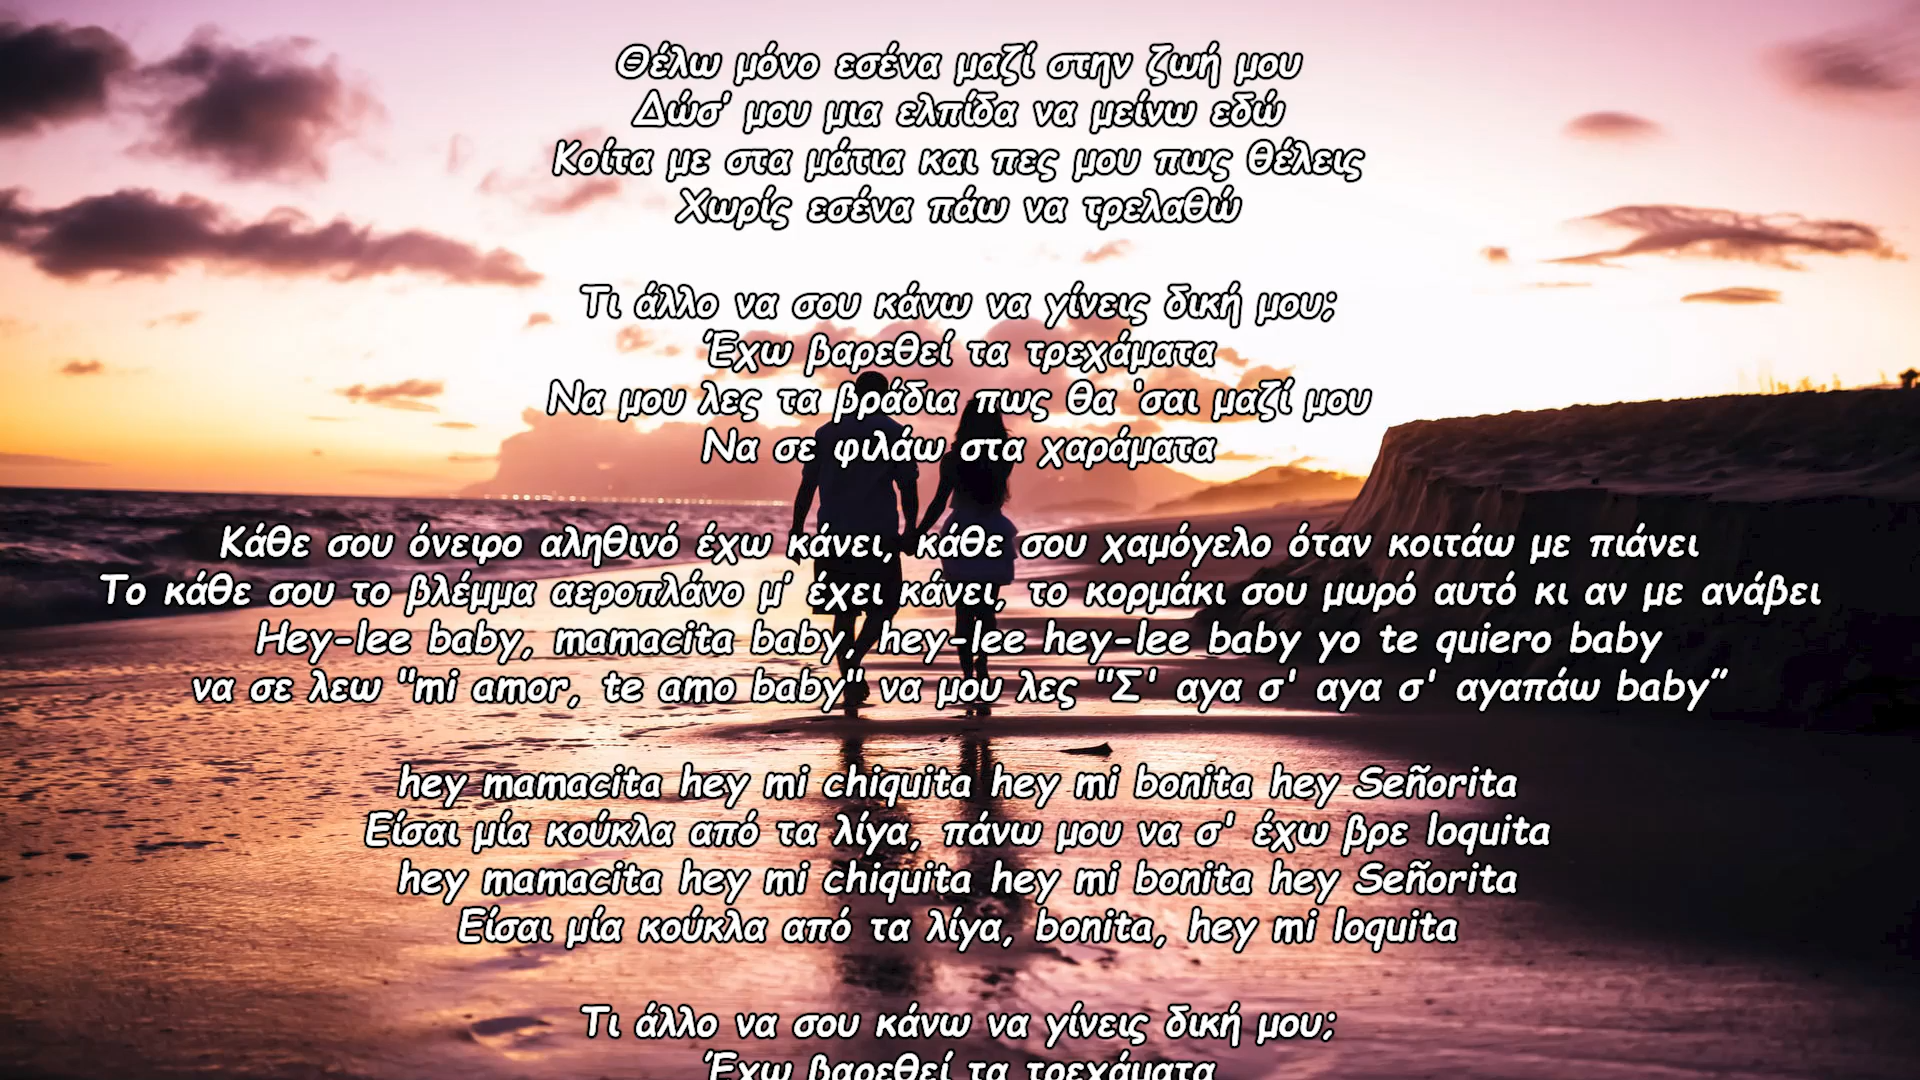 Θέλω μόνο εσένα μαζί στην ζωή μου
Δώσ' μου μια ελπίδα να μείνω εδώ
Κοίτα με στα μάτια και πες μου πως θέλεις
Χωρίς εσένα πάω να τρελαθώ
Τι άλλο να σου κάνω να γίνεις δική μου;
Έχω βαρεθεί τα τρεχάματα
Να μου λες τα βράδια πως θα 'σαι μαζί μου
Να σε φιλάω στα χαράματα
Κάθε σου όνειρο αληθινό έχω κάνει, κάθε σου χαμόγελο όταν κοιτάω με πιάνει
Το κάθε σου το βλέμμα αεροπλάνο μ' έχει κάνει, το κορμάκι σου μωρό αυτό κι αν με ανάβει
Hey-lee baby, mamacita baby, hey-lee hey-lee baby yo te quiero baby
να σε λεω "mi amor, te amo baby" να μου λες "Σ' αγα σ' αγα σ' αγαπάω baby”
hey mamacita hey mi chiquita hey mi bonita hey Señorita
Είσαι μία κούκλα από τα λίγα, πάνω μου να σ' έχω βρε loquita
hey mamacita hey mi chiquita hey mi bonita hey Señorita
Είσαι μία κούκλα από τα λίγα, bonita, hey mi loquita
Τι άλλο να σου κάνω να γίνεις δική μου;
Έχω βαρεθεί τα τρεχάματα